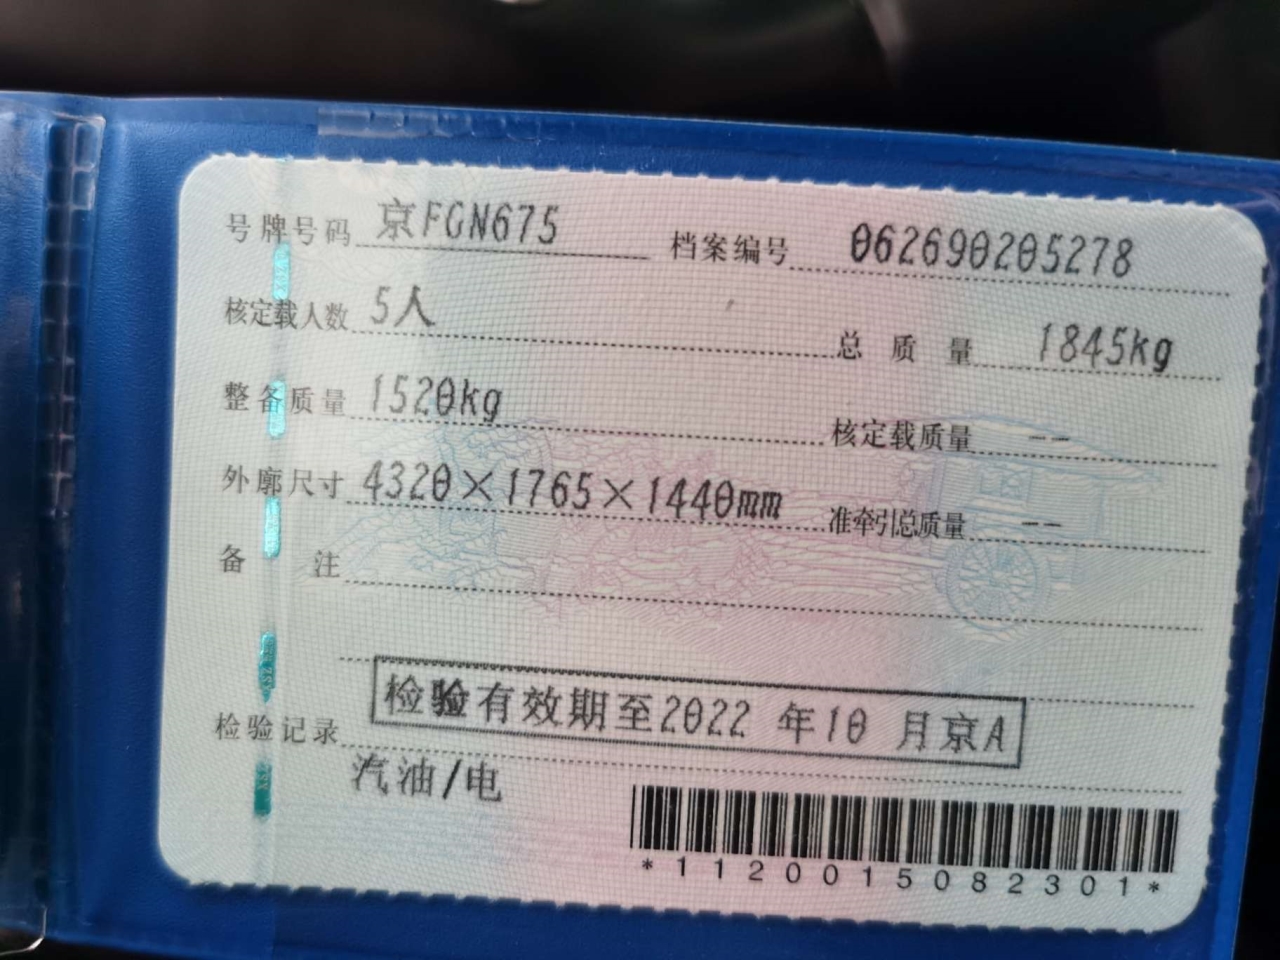 号牌号码 京FGN675 档案编号 062690205278
核定载人数 5人 总质量 1845kg
整备质量 1520kg 核定载质量 --
外廓尺寸 4320×1765×1440mm 准牵引总质量 --
备注
检验记录 检验有效期至2022年10月京A
汽油/电
*1120015082301*